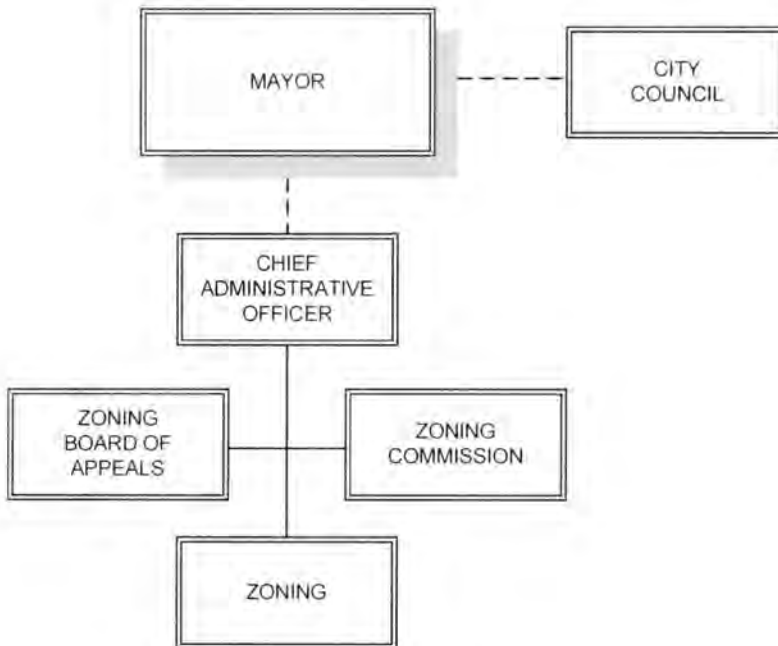 MAYOR
CITY
COUNCIL
CHIEF
ADMINISTRATIVE
OFFICER
ZONING
BOARD OF
APPEALS
ZONING
COMMISSION
ZONING